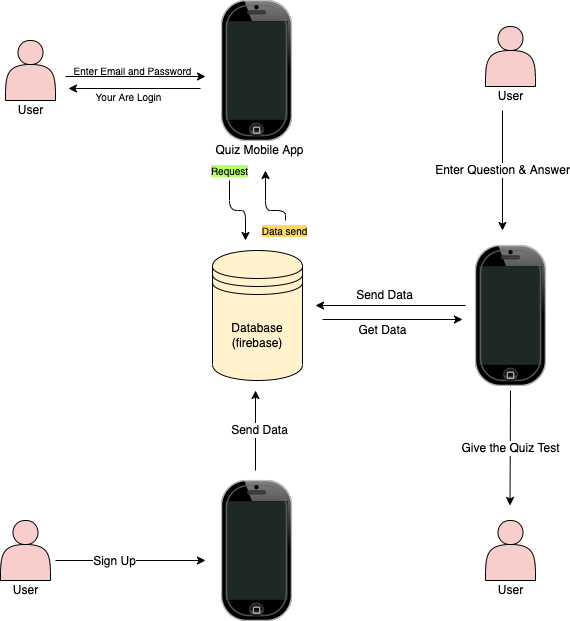 Enter Email and Password
Your Are Login
User
User
Quiz Mobile App
Request
Enter Question & Answer
Data send
Send Data
Database
(firebase)
Get Data
Send Data
Give the Quiz Test
Sign Up
User
User